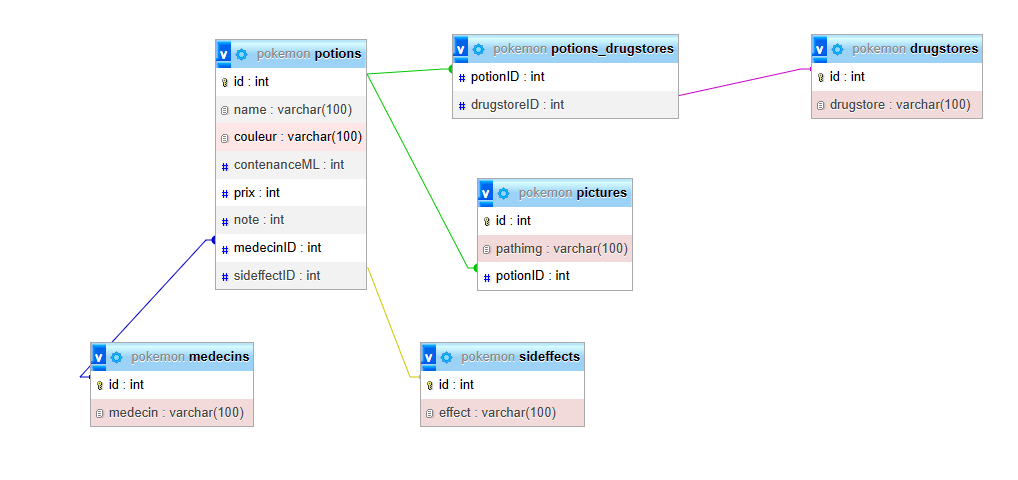 v pokemon potions
id : int
name : varchar(100)
couleur : varchar(100)
# contenanceML : int
# prix : int
# note : int
# medecinID : int
# sideffectID : int
v pokemon potions_drugstores
# potionID : int
# drugstoreID : int
v pokemon drugstores
id : int
drugstore : varchar(100)
v pokemon pictures
id : int
pathimg : varchar(100)
# potionID : int
v pokemon medecins
id : int
medecin : varchar(100)
v pokemon sideffects
id : int
effect : varchar(100)